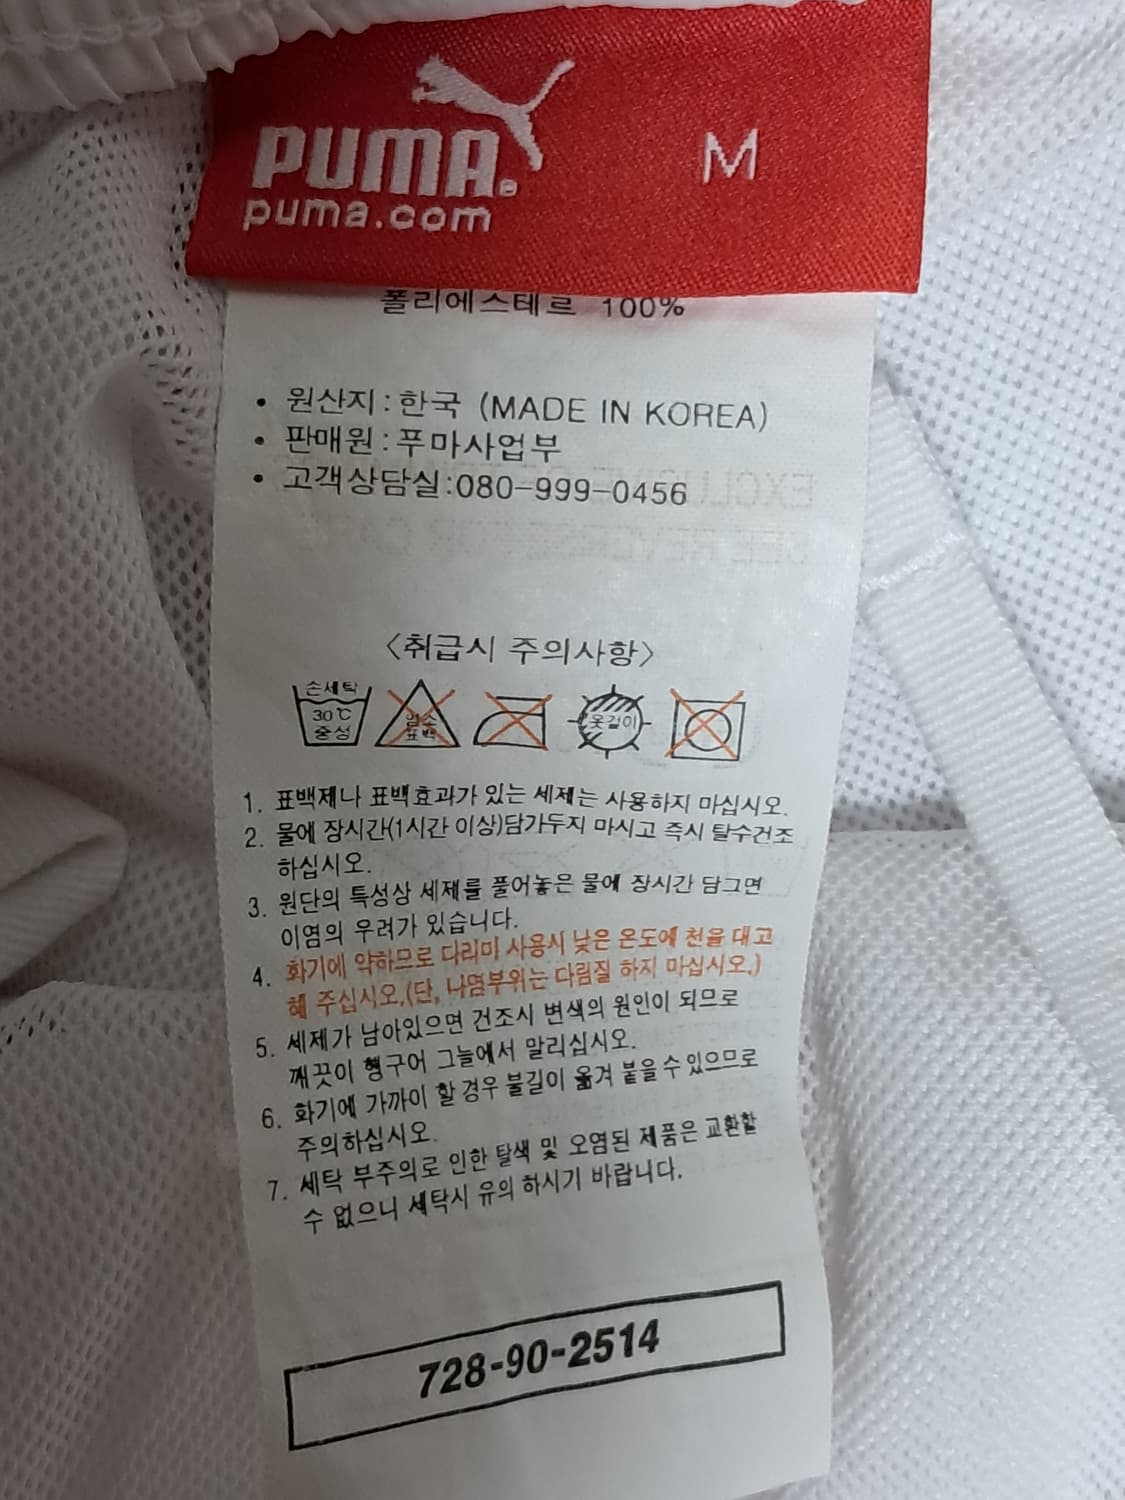 PUMA
M
puma.com
폴리에스테르 100%
• 원산지 : 한국 (MADE IN KOREA)
• 판매원 : 푸마사업부
• 고객상담실:080-999-0456
<취급시 주의사항>
손세탁
30℃
중성
염소
표백
옷걸이
1. 표백제나 표백효과가 있는 세제는 사용하지 마십시오.
2. 물에 장시간(1시간 이상)담가두지 마시고 즉시 탈수건조
하십시오.
3. 원단의 특성상 세제를 풀어놓은 물에 장시간 담그면
이염의 우려가 있습니다.
4. 화기에 약하므로 다리미 사용시 낮은 온도에 천을 대고
해 주십시오.(단, 나염부위는 다림질 하지 마십시오.)
5. 세제가 남아있으면 건조시 변색의 원인이 되므로
깨끗이 헹구어 그늘에서 말리십시오.
6. 화기에 가까이 할 경우 불길이 옮겨 붙을 수 있으므로
주의하십시오.
7. 세탁 부주의로 인한 탈색 및 오염된 제품은 교환할
수 없으니 세탁시 유의 하시기 바랍니다.
728-90-2514